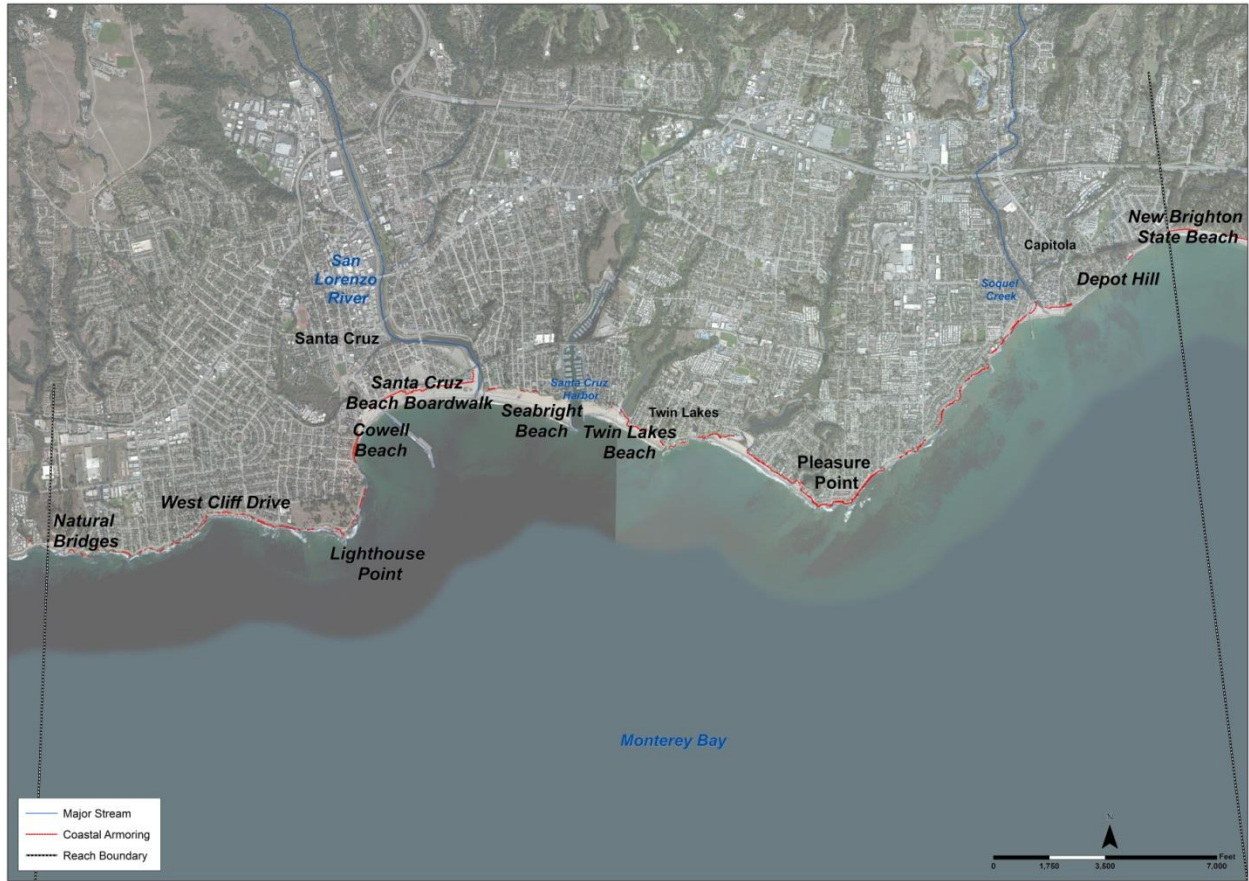 New Brighton
State Beach
Capitola
Depot Hill
Soquel
Creek
San
Lorenzo
River
Santa Cruz
Santa Cruz
Beach Boardwalk
Santa Cruz
Harbor
Seabright
Beach
Twin Lakes
Twin Lakes
Beach
Cowell
Beach
Pleasure
Point
West Cliff Drive
Natural
Bridges
Lighthouse
Point
Monterey Bay
Major Stream
Coastal Armoring
Reach Boundary
N
Feet
0 1,750 3,500 7,000